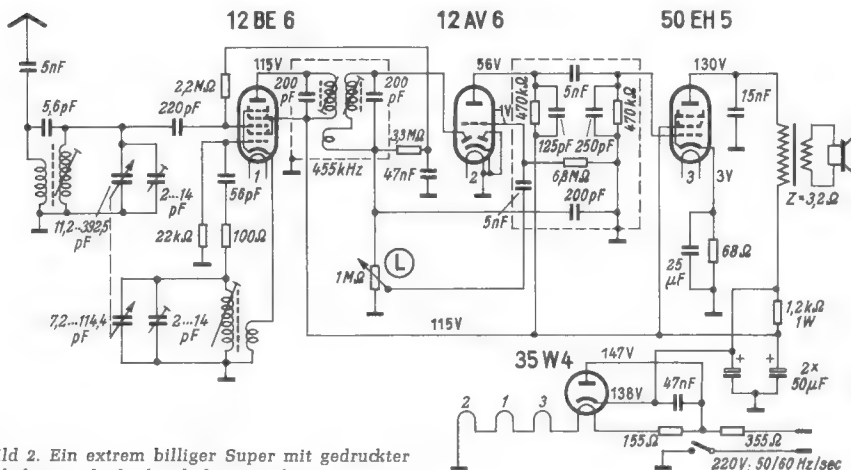 12 BE 6
12 AV 6
50 EH 5
5nF
5,6pF
220pF
2,2MΩ
115V
200 pF
200 pF
56V
1V
5nF
130V
15nF
470kΩ
125pF
250pF
470kΩ
1
455kHz
33MΩ
47nF
2
6,8MΩ
200pF
5nF
3
3V
Z=3,2Ω
11,2...392,5 pF
2...14 pF
56pF
22kΩ
100Ω
1MΩ
L
25 µF
68Ω
7,2...114,4 pF
2...14 pF
115V
1,2kΩ 1W
+
+
2x 50µF
35 W4
147V
138V
47nF
2
1
3
155Ω
355Ω
220V: 50/60 Hz/sec
ild 2. Ein extrem billiger Super mit gedruckter